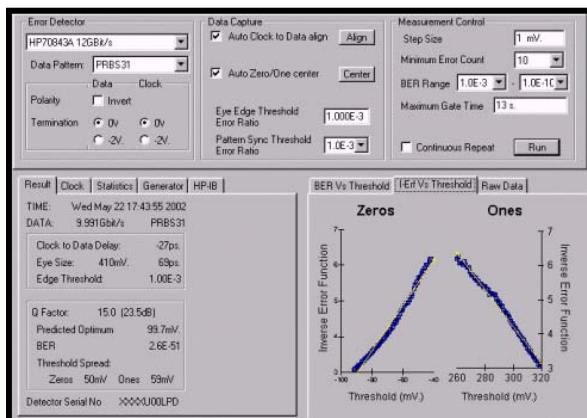 Error Detector
HP70843A 12GBit/s
Data Pattern: PRBS31
Data Clock
Polarity Invert
Termination 0v 0v
-2V. -2V.
Data Capture
Auto Clock to Data align Align
Auto Zero/One center Center
Eye Edge Threshold
Error Ratio 1.000E-3
Pattern Sync Threshold
Error Ratio 1.0E-3
Measurement Control
Step Size 1 mV.
Minimum Error Count 10
BER Range 1.0E-3 - 1.0E-10
Maximum Gate Time 13 s.
Continuous Repeat Run
Result Clock Statistics Generator HP-IB
TIME: Wed May 22 17:43:55 2002
DATA: 9.991Gbit/s PRBS31
Clock to Data Delay: -27ps.
Eye Size: 410mV. 69ps.
Edge Threshold: 1.00E-3
Q Factor: 15.0 (23.5dB)
Predicted Optimum 99.7mV.
BER 2.6E-51
Threshold Spread:
Zeros 50mV Ones 59mV
Detector Serial No XXXXU00LPD
BER Vs Threshold I-Erf Vs Threshold Raw Data
Zeros Ones
Inverse Error Function
7
6
5
4
3
-100 -80 -60 -40
Threshold (mV.)
7
6
5
4
3
260 280 300 320
Threshold (mV.)
Inverse Error Function